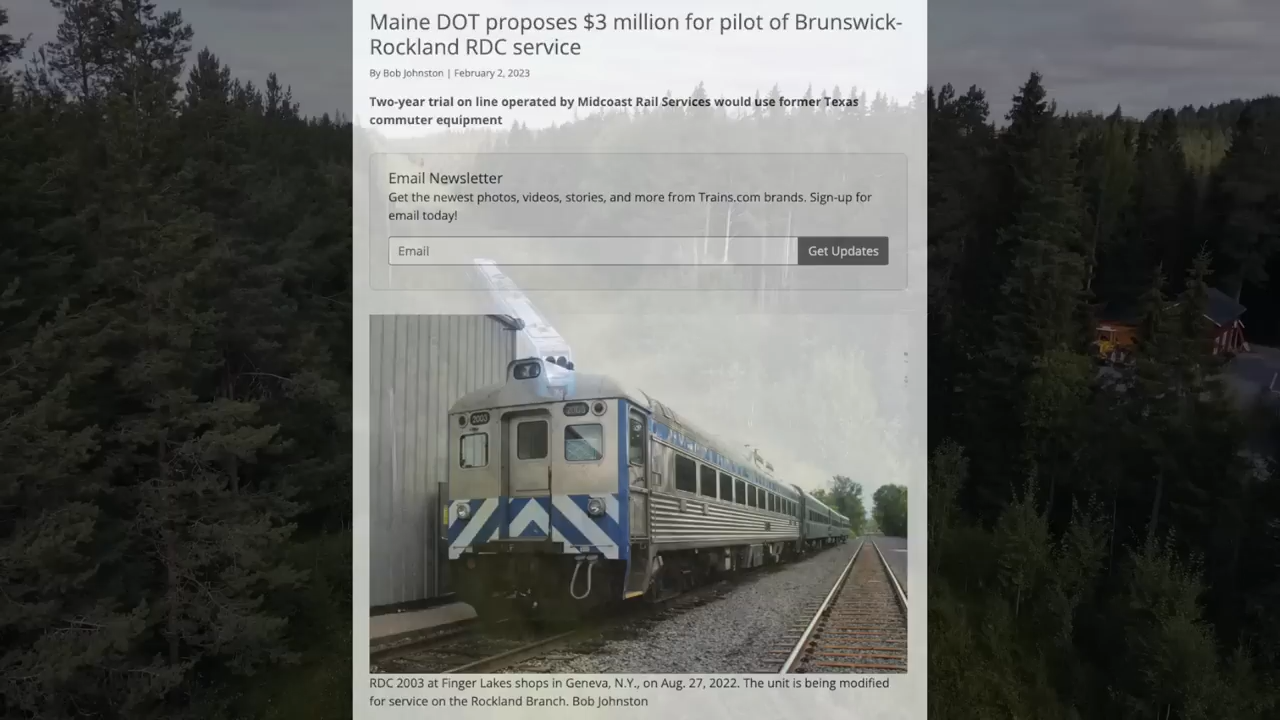 Maine DOT proposes $3 million for pilot of Brunswick-
Rockland RDC service
By Bob Johnston | February 2, 2023
Two-year trial on line operated by Midcoast Rail Services would use former Texas
commuter equipment
Email Newsletter
Get the newest photos, videos, stories, and more from Trains.com brands. Sign-up for
email today!
Email
Get Updates
2003
RDC 2003 at Finger Lakes shops in Geneva, N.Y., on Aug. 27, 2022. The unit is being modified
for service on the Rockland Branch. Bob Johnston